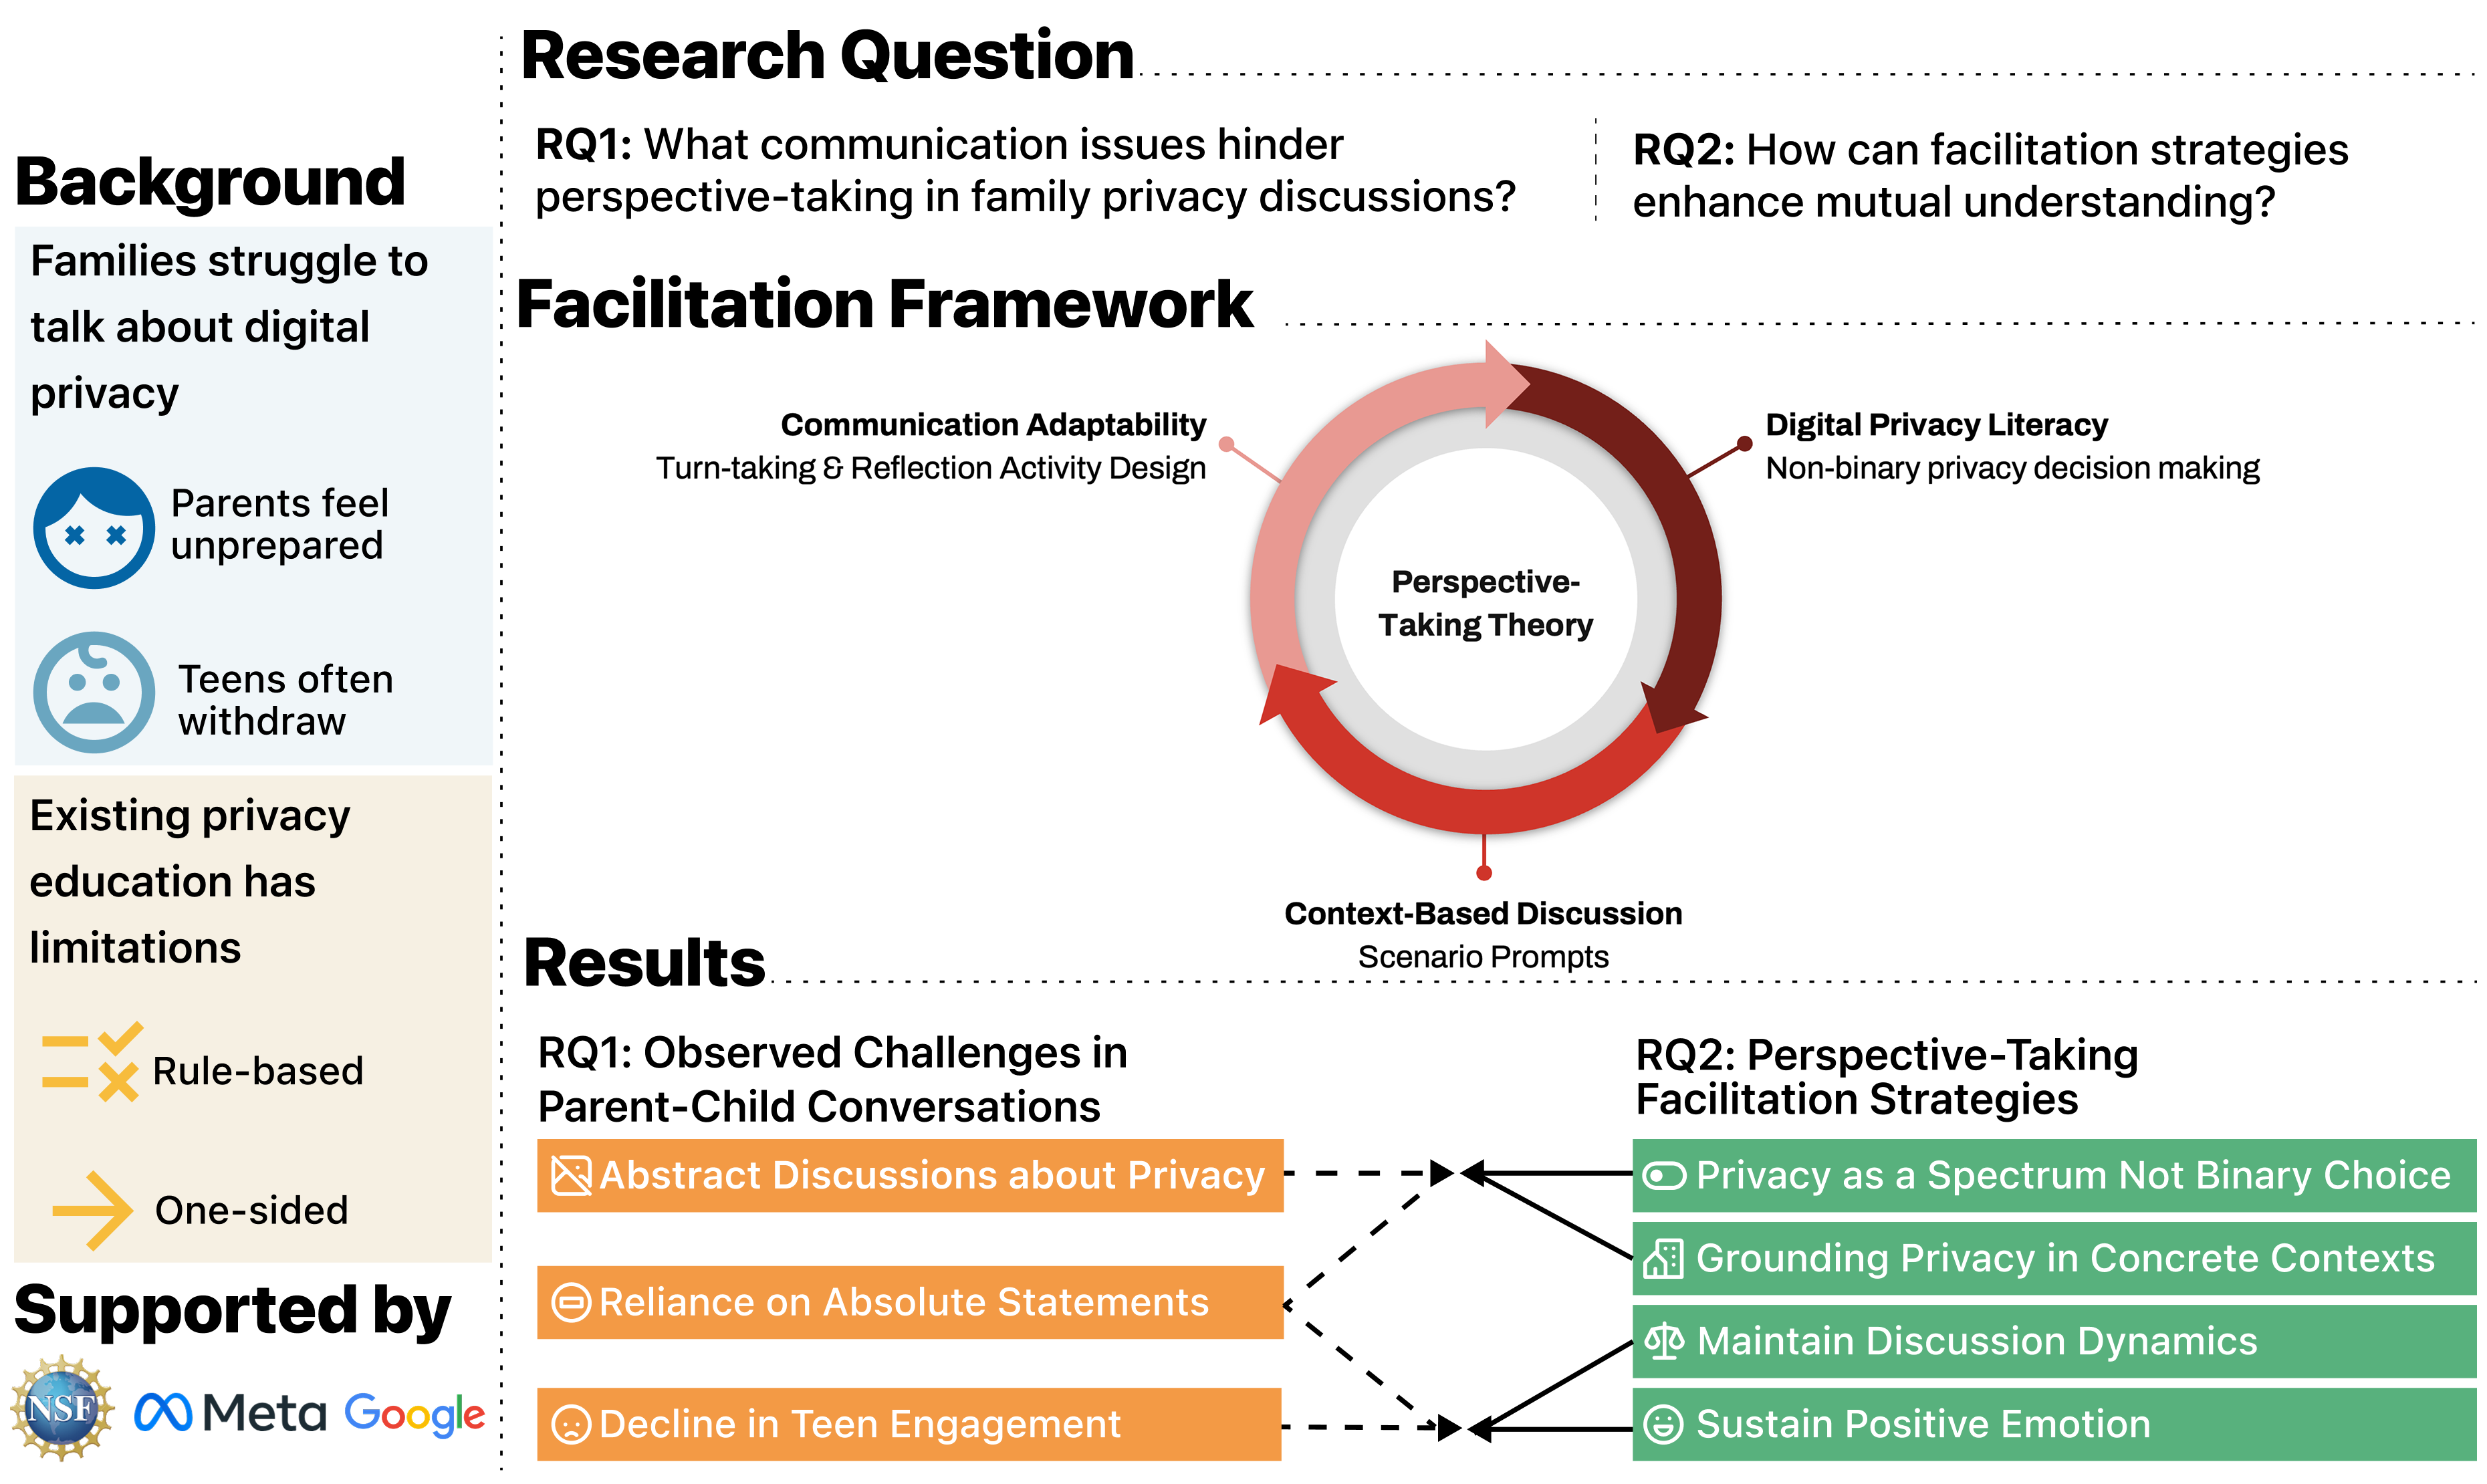 Background
Families struggle to
talk about digital
privacy
Parents feel
unprepared
Teens often
withdraw
Existing privacy
education has
limitations
Rule-based
One-sided
Supported by
NSF
Meta
Google
Research Question
RQ1: What communication issues hinder
perspective-taking in family privacy discussions?
RQ2: How can facilitation strategies
enhance mutual understanding?
Facilitation Framework
Communication Adaptability
Turn-taking & Reflection Activity Design
Digital Privacy Literacy
Non-binary privacy decision making
Perspective-
Taking Theory
Context-Based Discussion
Scenario Prompts
Results
RQ1: Observed Challenges in
Parent-Child Conversations
Abstract Discussions about Privacy
Reliance on Absolute Statements
Decline in Teen Engagement
RQ2: Perspective-Taking
Facilitation Strategies
Privacy as a Spectrum Not Binary Choice
Grounding Privacy in Concrete Contexts
Maintain Discussion Dynamics
Sustain Positive Emotion